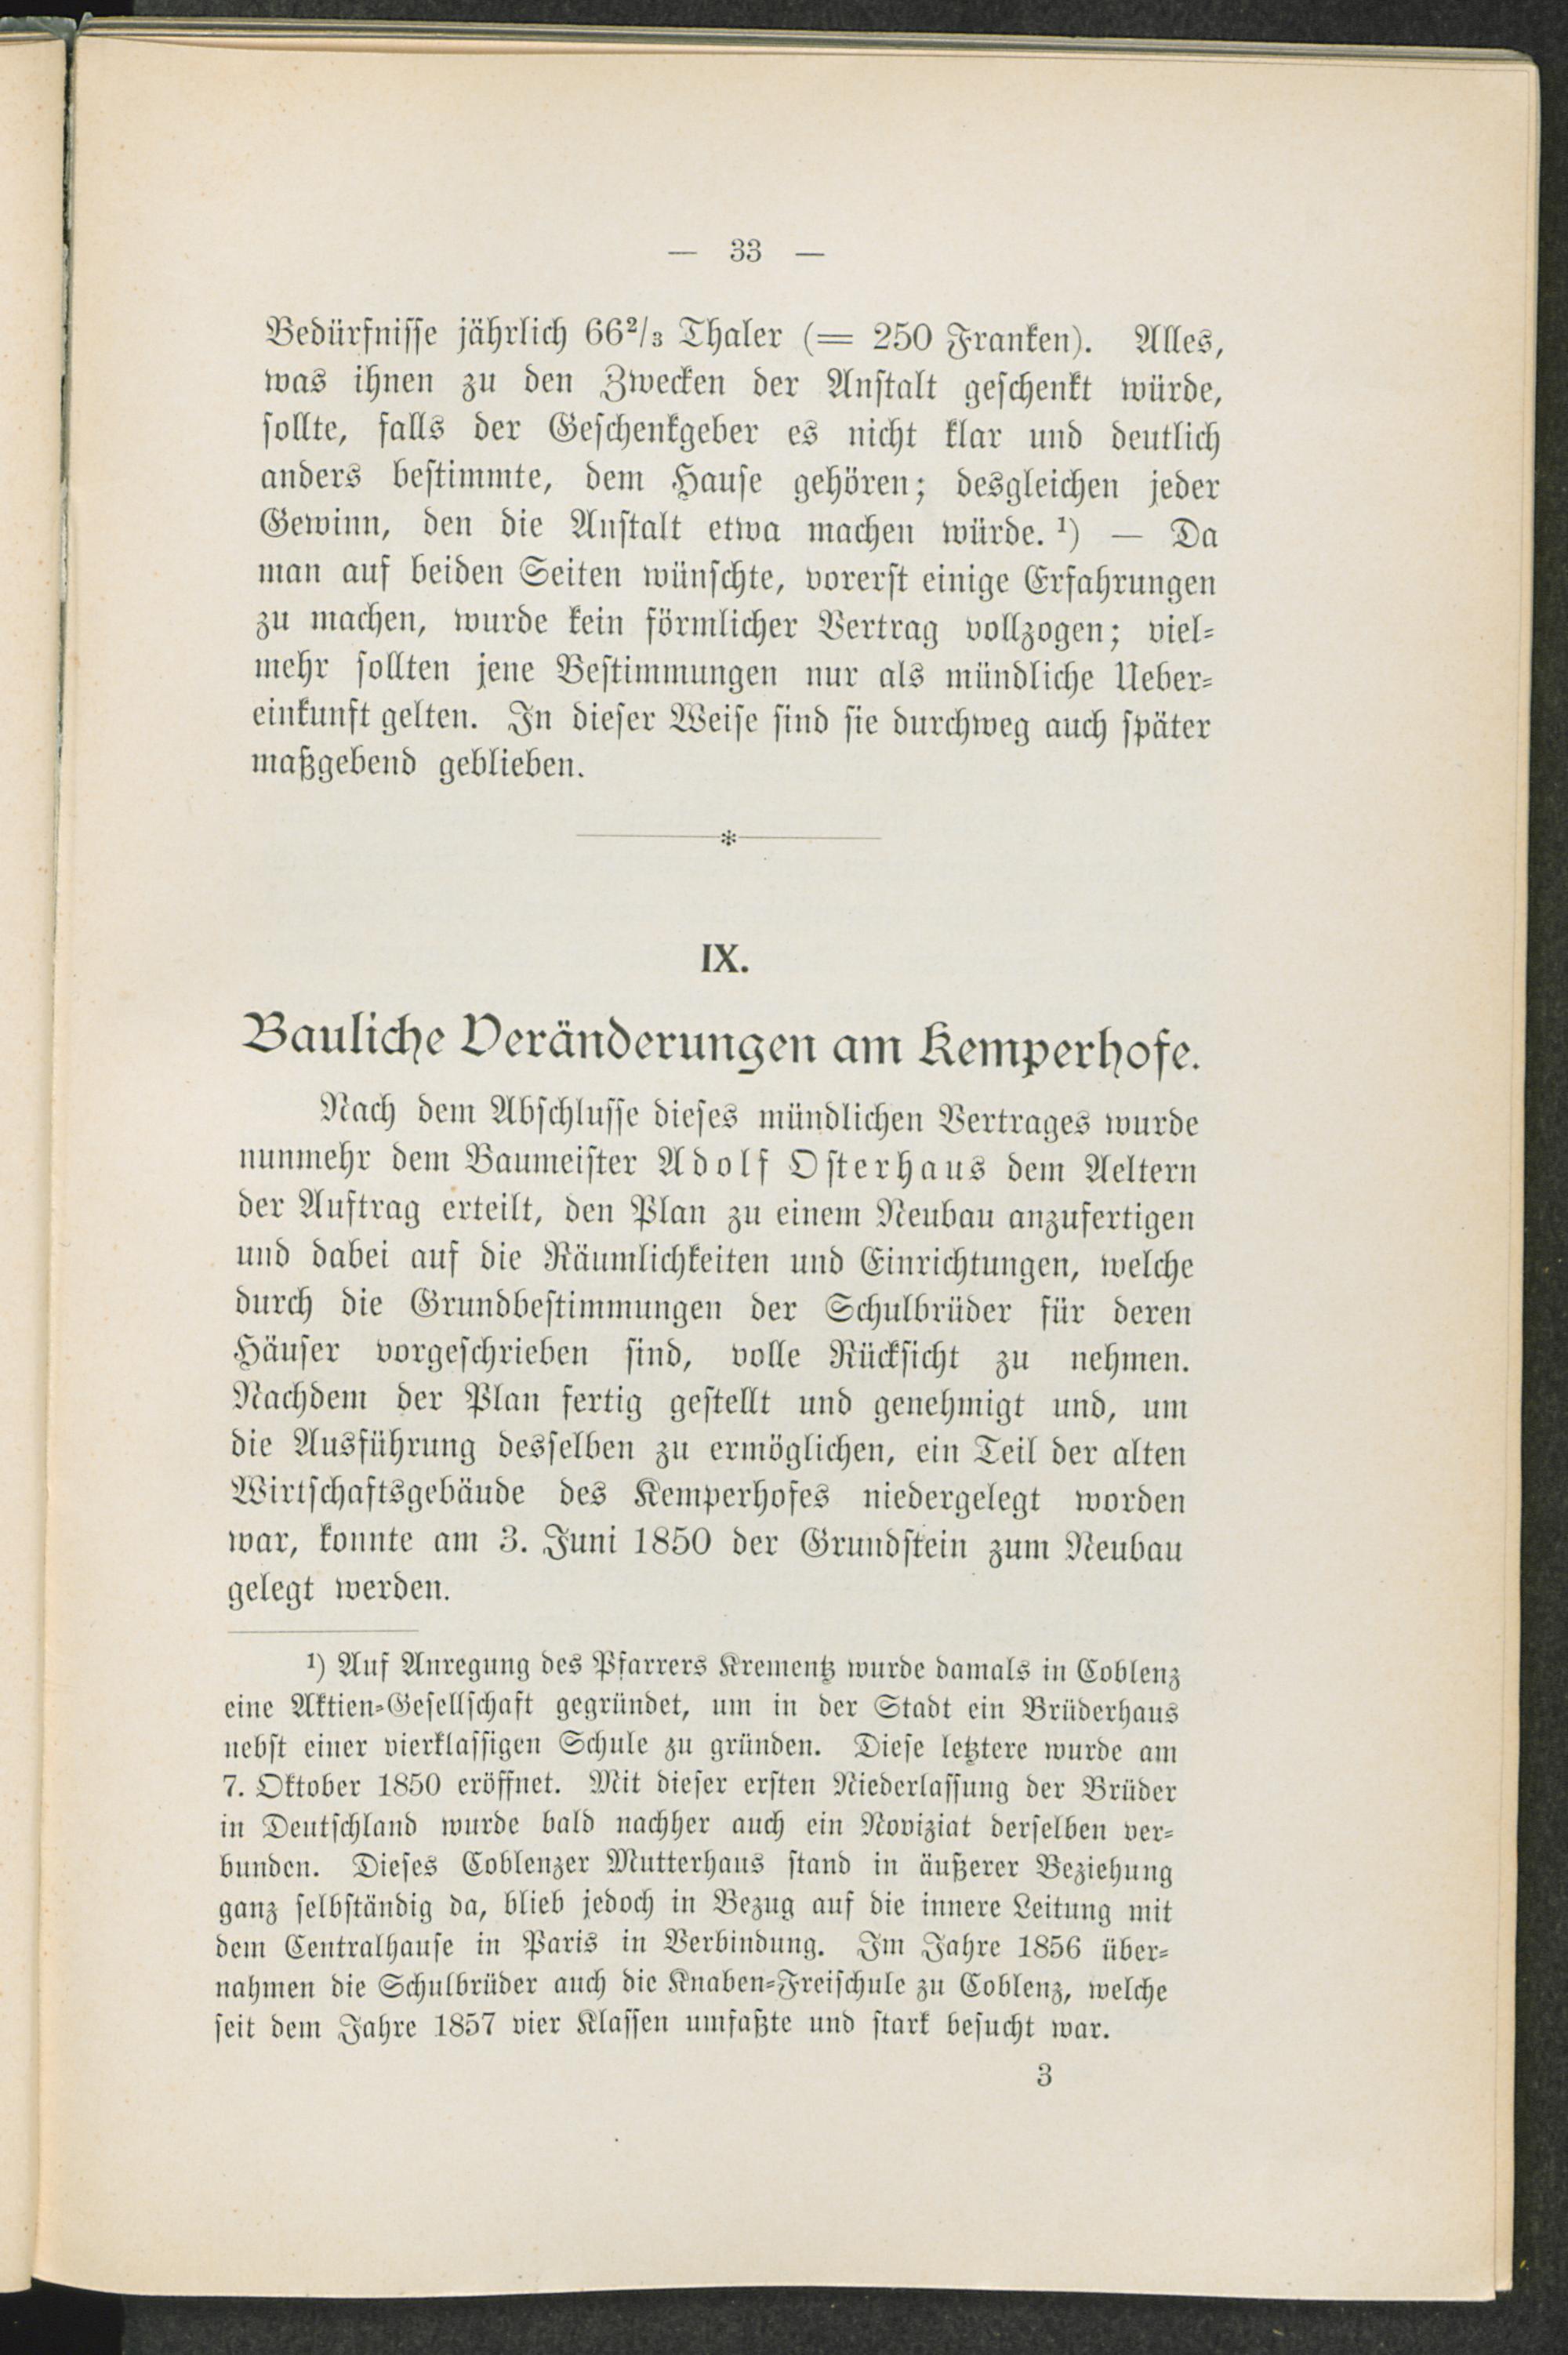 — 33 —
Bedürfnisse jährlich 66²/₃ Thaler (= 250 Franken). Alles,
was ihnen zu den Zwecken der Anstalt geschenkt würde,
sollte, falls der Geschenkgeber es nicht klar und deutlich
anders bestimmte, dem Hause gehören; desgleichen jeder
Gewinn, den die Anstalt etwa machen würde. ¹) — Da
man auf beiden Seiten wünschte, vorerst einige Erfahrungen
zu machen, wurde kein förmlicher Vertrag vollzogen; viel-
mehr sollten jene Bestimmungen nur als mündliche Ueber-
einkunft gelten. In dieser Weise sind sie durchweg auch später
maßgebend geblieben.
*
IX.
Bauliche Veränderungen am Kemperhofe.
Nach dem Abschlusse dieses mündlichen Vertrages wurde
nunmehr dem Baumeister Adolf Osterhaus dem Aeltern
der Auftrag erteilt, den Plan zu einem Neubau anzufertigen
und dabei auf die Räumlichkeiten und Einrichtungen, welche
durch die Grundbestimmungen der Schulbrüder für deren
Häuser vorgeschrieben sind, volle Rücksicht zu nehmen.
Nachdem der Plan fertig gestellt und genehmigt und, um
die Ausführung desselben zu ermöglichen, ein Teil der alten
Wirtschaftsgebäude des Kemperhofes niedergelegt worden
war, konnte am 3. Juni 1850 der Grundstein zum Neubau
gelegt werden.
¹) Auf Anregung des Pfarrers Krementz wurde damals in Coblenz
eine Aktien-Gesellschaft gegründet, um in der Stadt ein Brüderhaus
nebst einer vierklassigen Schule zu gründen. Diese letztere wurde am
7. Oktober 1850 eröffnet. Mit dieser ersten Niederlassung der Brüder
in Deutschland wurde bald nachher auch ein Noviziat derselben ver-
bunden. Dieses Coblenzer Mutterhaus stand in äußerer Beziehung
ganz selbständig da, blieb jedoch in Bezug auf die innere Leitung mit
dem Centralhause in Paris in Verbindung. Im Jahre 1856 über-
nahmen die Schulbrüder auch die Knaben-Freischule zu Coblenz, welche
seit dem Jahre 1857 vier Klassen umfaßte und stark besucht war.
3